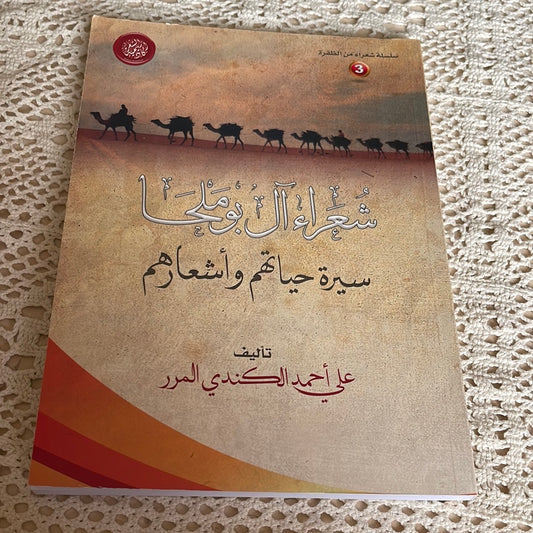 سلسلة شعراء من الظفرة
3
شعراء آل بوملحا
سيرة حياتهم وأشعارهم
تأليف
علي أحمد الكندي المرر